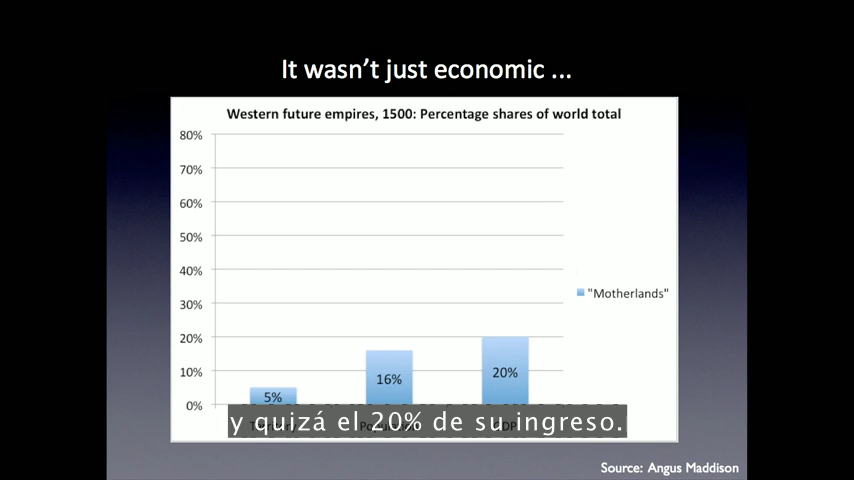 It wasn't just economic ...
Western future empires, 1500: Percentage shares of world total
80%
70%
60%
50%
40%
30%
20%
10%
0%
5%
16%
20%
"Motherlands"
y quizá el 20% de su ingreso.
Source: Angus Maddison